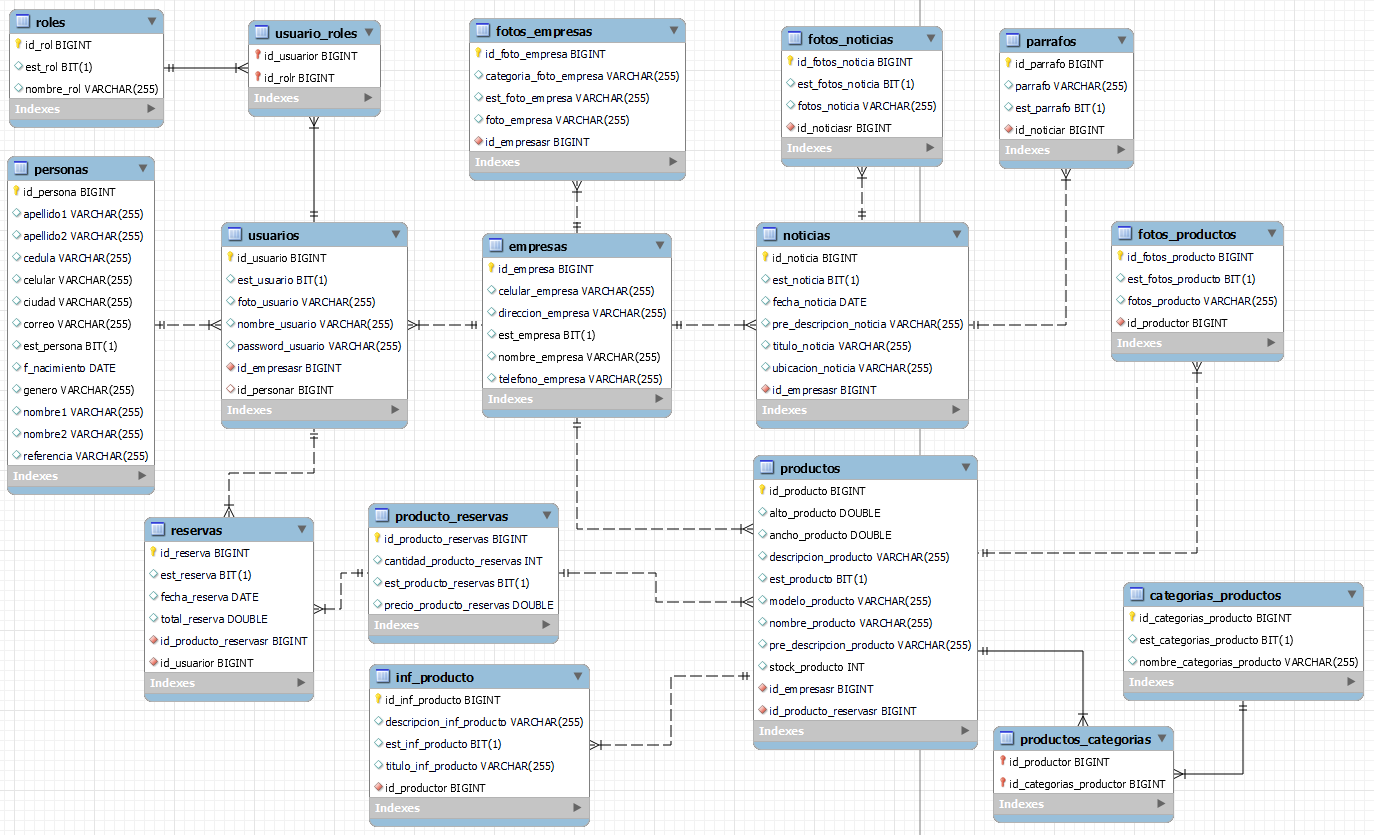 roles
id_rol BIGINT
est_rol BIT(1)
nombre_rol VARCHAR(255)
Indexes
usuario_roles
id_usuarior BIGINT
id_rolr BIGINT
Indexes
fotos_empresas
id_foto_empresa BIGINT
categoria_foto_empresa VARCHAR(255)
est_foto_empresa VARCHAR(255)
foto_empresa VARCHAR(255)
id_empresasr BIGINT
Indexes
fotos_noticias
id_fotos_noticia BIGINT
est_fotos_noticia BIT(1)
fotos_noticia VARCHAR(255)
id_noticiasr BIGINT
Indexes
parrafos
id_parrafo BIGINT
parrafo VARCHAR(255)
est_parrafo BIT(1)
id_noticiar BIGINT
Indexes
personas
id_persona BIGINT
apellido1 VARCHAR(255)
apellido2 VARCHAR(255)
cedula VARCHAR(255)
celular VARCHAR(255)
ciudad VARCHAR(255)
correo VARCHAR(255)
est_persona BIT(1)
f_nacimiento DATE
genero VARCHAR(255)
nombre1 VARCHAR(255)
nombre2 VARCHAR(255)
referencia VARCHAR(255)
Indexes
usuarios
id_usuario BIGINT
est_usuario BIT(1)
foto_usuario VARCHAR(255)
nombre_usuario VARCHAR(255)
password_usuario VARCHAR(255)
id_empresasr BIGINT
id_personar BIGINT
Indexes
empresas
id_empresa BIGINT
celular_empresa VARCHAR(255)
direccion_empresa VARCHAR(255)
est_empresa BIT(1)
nombre_empresa VARCHAR(255)
telefono_empresa VARCHAR(255)
Indexes
noticias
id_noticia BIGINT
est_noticia BIT(1)
fecha_noticia DATE
pre_descripcion_noticia VARCHAR(255)
titulo_noticia VARCHAR(255)
ubicacion_noticia VARCHAR(255)
id_empresasr BIGINT
Indexes
fotos_productos
id_fotos_producto BIGINT
est_fotos_producto BIT(1)
fotos_producto VARCHAR(255)
id_productor BIGINT
Indexes
reservas
id_reserva BIGINT
est_reserva BIT(1)
fecha_reserva DATE
total_reserva DOUBLE
id_producto_reservasr BIGINT
id_usuarior BIGINT
Indexes
producto_reservas
id_producto_reservas BIGINT
cantidad_producto_reservas INT
est_producto_reservas BIT(1)
precio_producto_reservas DOUBLE
Indexes
productos
id_producto BIGINT
alto_producto DOUBLE
ancho_producto DOUBLE
descripcion_producto VARCHAR(255)
est_producto BIT(1)
modelo_producto VARCHAR(255)
nombre_producto VARCHAR(255)
pre_descripcion_producto VARCHAR(255)
stock_producto INT
id_empresasr BIGINT
id_producto_reservasr BIGINT
Indexes
inf_producto
id_inf_producto BIGINT
descripcion_inf_producto VARCHAR(255)
est_inf_producto BIT(1)
titulo_inf_producto VARCHAR(255)
id_productor BIGINT
Indexes
categorias_productos
id_categorias_producto BIGINT
est_categorias_producto BIT(1)
nombre_categorias_producto VARCHAR(255)
Indexes
productos_categorias
id_productor BIGINT
id_categorias_productor BIGINT
Indexes